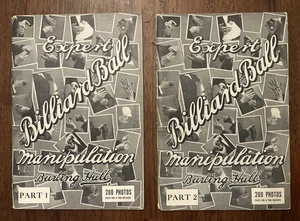 Expert
Billiard Ball
Manipulation
Burling Hull
PART 1
200 PHOTOS
Expert
Billiard Ball
Manipulation
Burling Hull
PART 2
200 PHOTOS